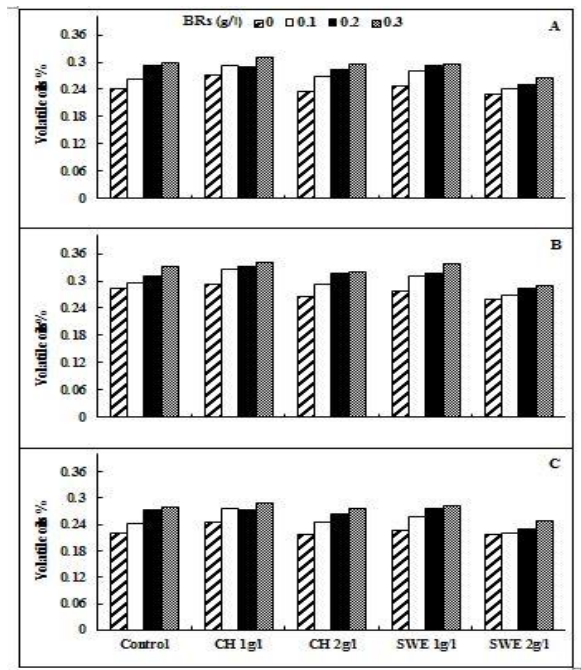 BRs (g/l) 0 0.1 0.2 0.3
A
Volatile oils %
0.36
0.3
0.24
0.18
0.12
0.06
0
B
Volatile oils %
0.36
0.3
0.24
0.18
0.12
0.06
0
C
Volatile oils %
0.36
0.3
0.24
0.18
0.12
0.06
0
Control CH 1g/l CH 2g/l SWE 1g/l SWE 2g/l